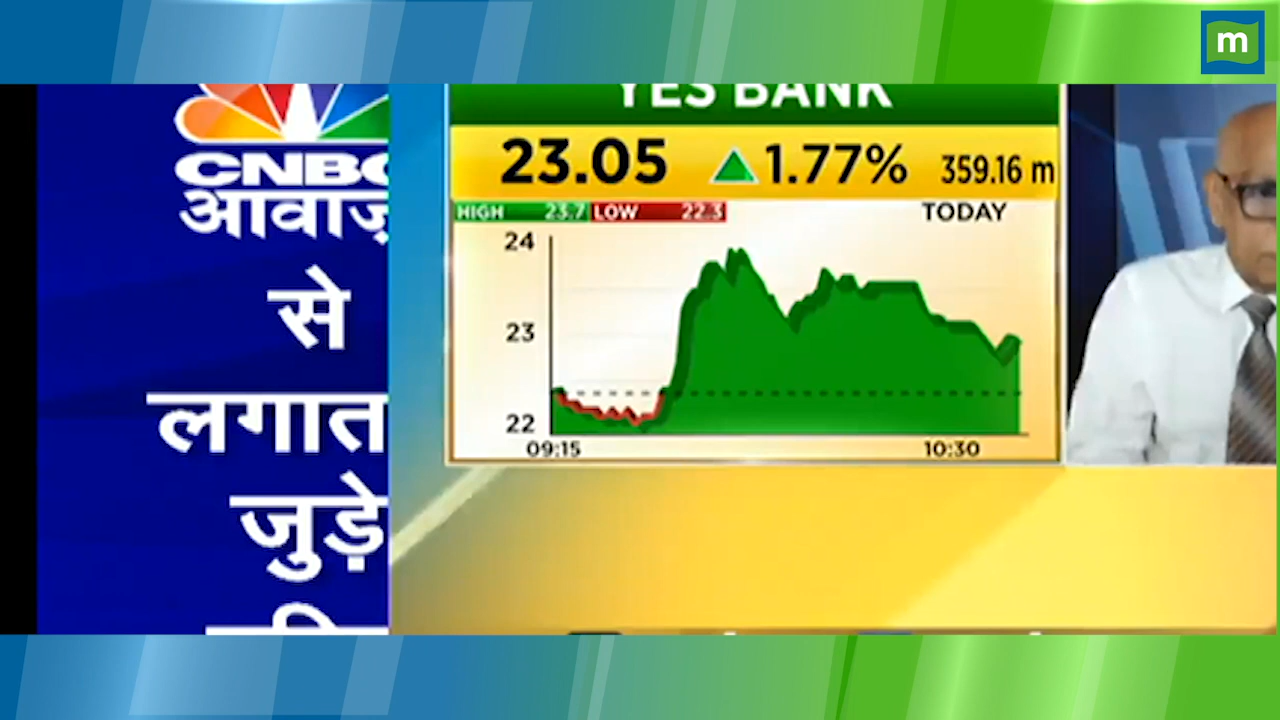 m
CNBC
आवाज़
से
लगात
जुड़े
YES BANK
23.05 ▲1.77% 359.16 m
HIGH 23.7 LOW 22.3 TODAY
24
23
22
09:15 10:30